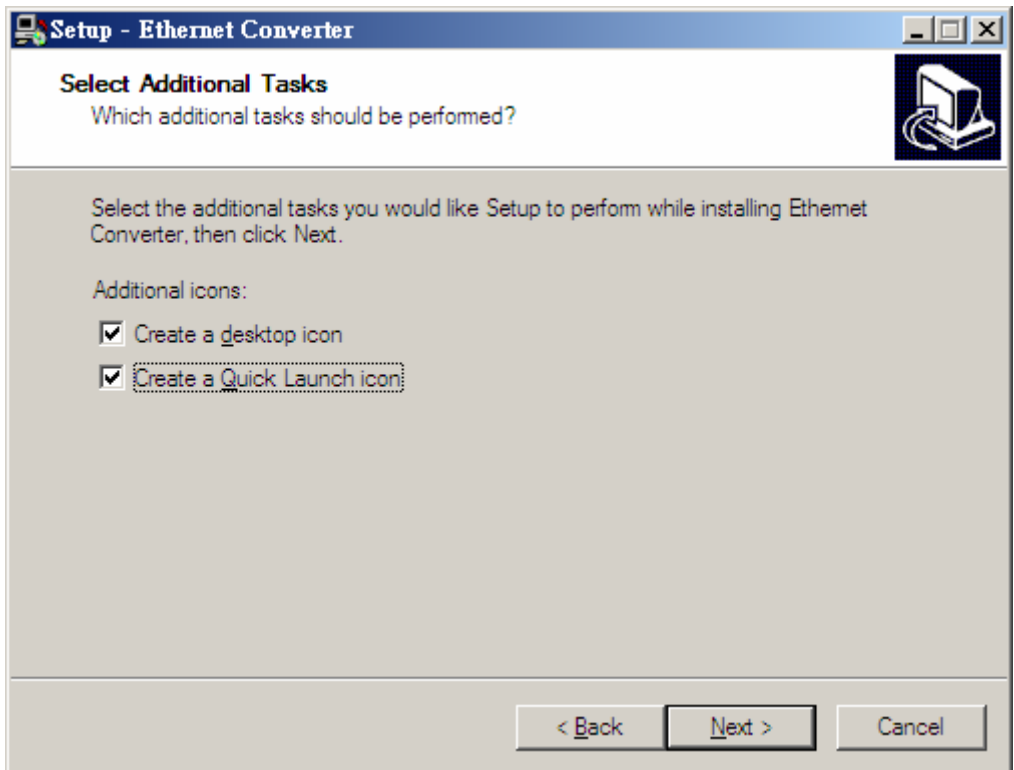 Setup - Ethernet Converter
Select Additional Tasks
Which additional tasks should be performed?
Select the additional tasks you would like Setup to perform while installing Ethernet
Converter, then click Next.
Additional icons:
Create a desktop icon
Create a Quick Launch icon
< Back
Next >
Cancel